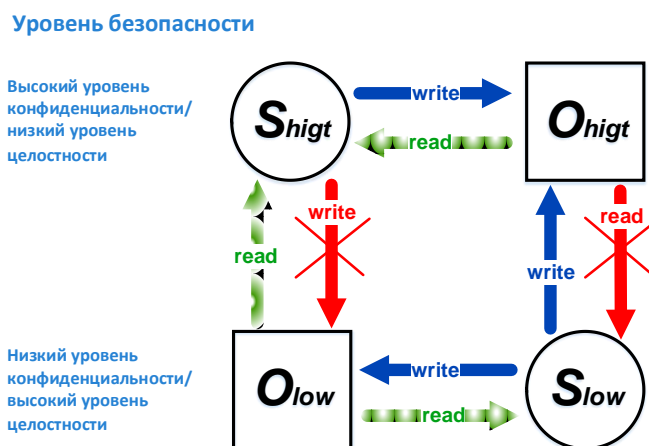 Уровень безопасности
Высокий уровень
конфиденциальности/
низкий уровень
целостности
Shigt
write
Ohigt
read
write
read
read
write
Низкий уровень
конфиденциальности/
высокий уровень
целостности
Olow
write
Slow
read